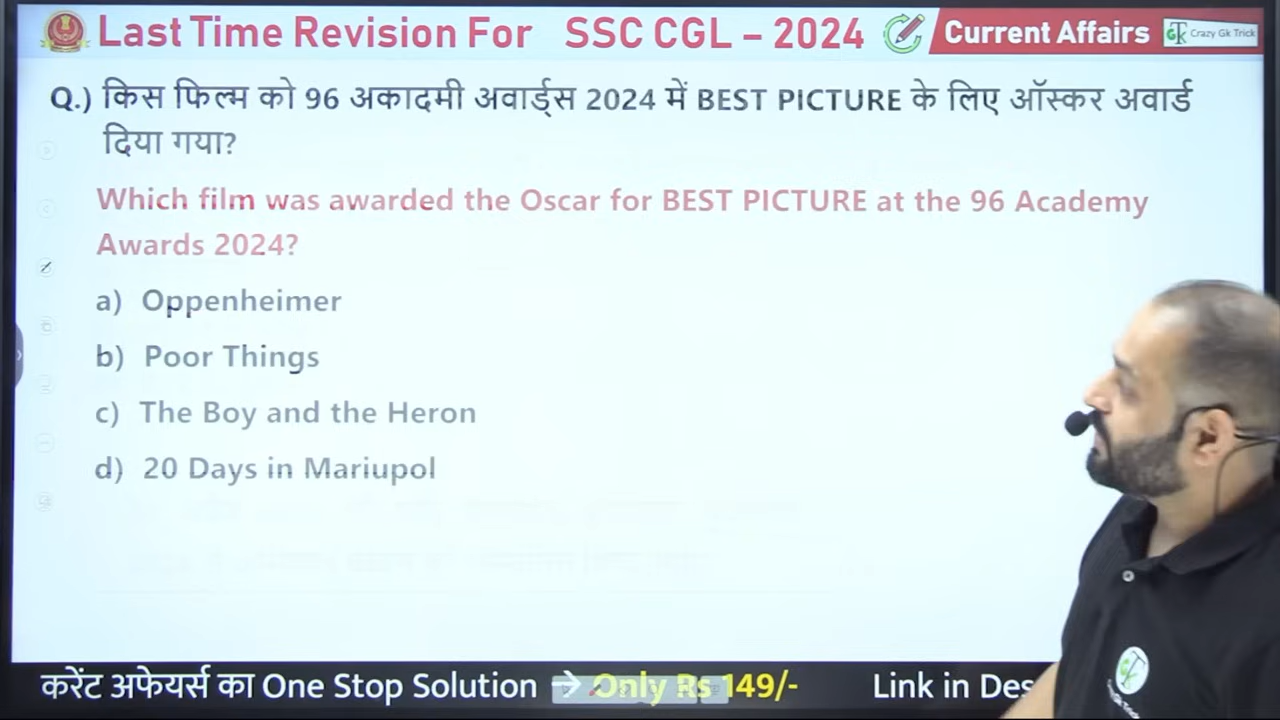 Last Time Revision For SSC CGL – 2024 Current Affairs Crazy Gk Trick
Q.) किस फिल्म को 96 अकादमी अवार्ड्स 2024 में BEST PICTURE के लिए ऑस्कर अवार्ड
दिया गया?
Which film was awarded the Oscar for BEST PICTURE at the 96 Academy
Awards 2024?
a) Oppenheimer
b) Poor Things
c) The Boy and the Heron
d) 20 Days in Mariupol
करेंट अफेयर्स का One Stop Solution → Only Rs 149/- Link in Des